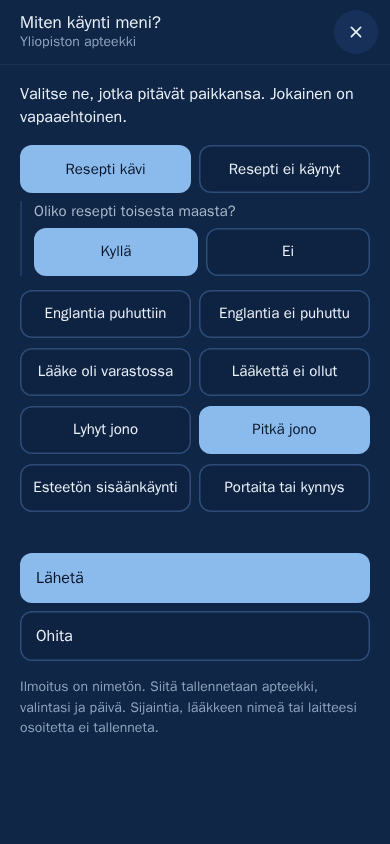 Miten käynti meni?
Yliopiston apteekki
Valitse ne, jotka pitävät paikkansa. Jokainen on
vapaaehtoinen.
Resepti kävi
Resepti ei käynyt
Oliko resepti toisesta maasta?
Kyllä
Ei
Englantia puhuttiin
Englantia ei puhuttu
Lääke oli varastossa
Lääkettä ei ollut
Lyhyt jono
Pitkä jono
Esteetön sisäänkäynti
Portaita tai kynnys
Lähetä
Ohita
Ilmoitus on nimetön. Siitä tallennetaan apteekki,
valintasi ja päivä. Sijaintia, lääkkeen nimeä tai laitteesi
osoitetta ei tallenneta.